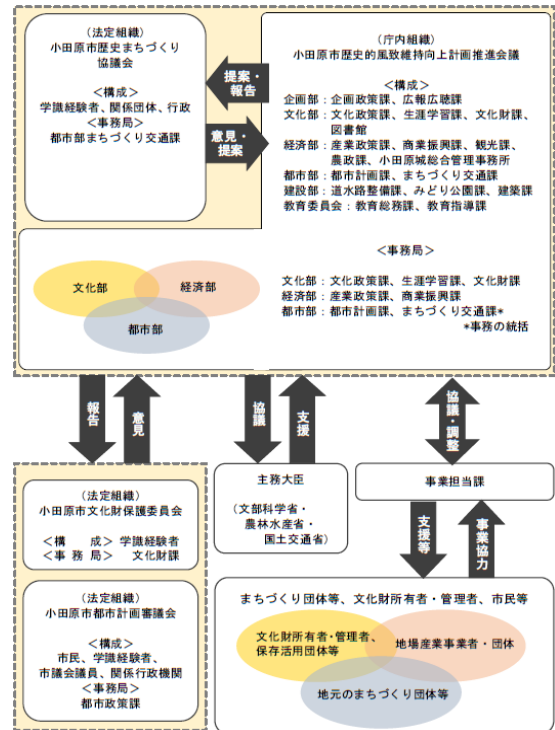 (法定組織)
小田原市歴史まちづくり
協議会
<構成>
学識経験者、関係団体、行政
<事務局>
都市部まちづくり交通課
提案・
報告
意見・
提案
(庁内組織)
小田原市歴史的風致維持向上計画推進会議
<構成>
企画部:企画政策課、広報広聴課
文化部:文化政策課、生涯学習課、文化財課、
図書館
経済部:産業政策課、商業振興課、観光課、
農政課、小田原城総合管理事務所
都市部:都市計画課、まちづくり交通課
建設部:道水路整備課、みどり公園課、建築課
教育委員会:教育総務課、教育指導課
<事務局>
文化部:文化政策課、生涯学習課、文化財課
経済部:産業政策課、商業振興課
都市部:都市計画課、まちづくり交通課*
*事務の統括
文化部
経済部
都市部
報告
意見
協議
支援
協議・調整
(法定組織)
小田原市文化財保護委員会
<構 成> 学識経験者
<事 務 局> 文化財課
主務大臣
(文部科学省・
農林水産省・
国土交通省)
事業担当課
支援等
事業協力
(法定組織)
小田原市都市計画審議会
<構成>
市民、学識経験者、
市議会議員、関係行政機関
<事務局>
都市政策課
まちづくり団体等、文化財所有者・管理者、市民等
文化財所有者・管理者、
保存活用団体等
地場産業事業者・団体
地元のまちづくり団体等